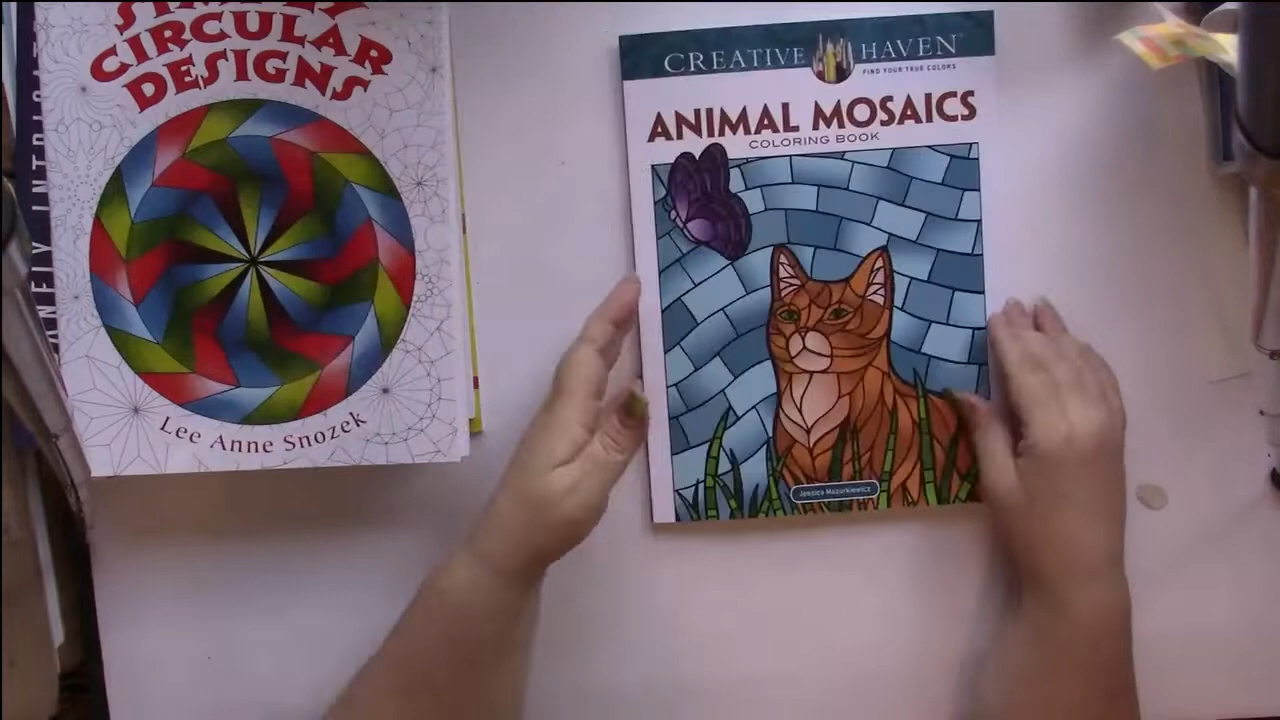 CIRCULAR
DESIGNS
Lee Anne Snozek
CREATIVE HAVEN
FIND YOUR TRUE COLORS
ANIMAL MOSAICS
COLORING BOOK
Jessica Mazurkiewicz